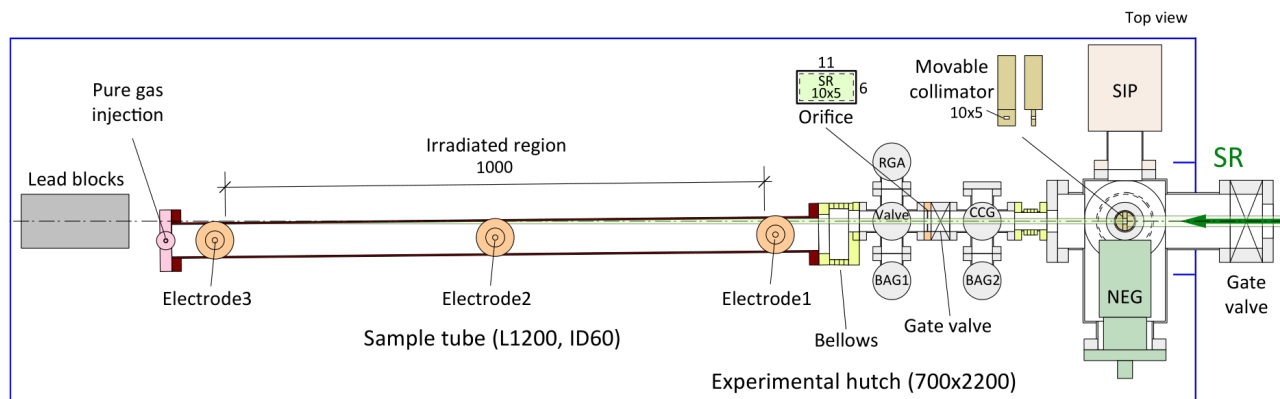 Top view
Pure gas
injection
Lead blocks
Irradiated region
1000
11
SR
10x5
6
Orifice
Movable
collimator
10x5
SIP
SR
RGA
Valve
CCG
BAG1
BAG2
NEG
Gate
valve
Electrode3
Electrode2
Electrode1
Gate valve
Bellows
Sample tube (L1200, ID60)
Experimental hutch (700x2200)